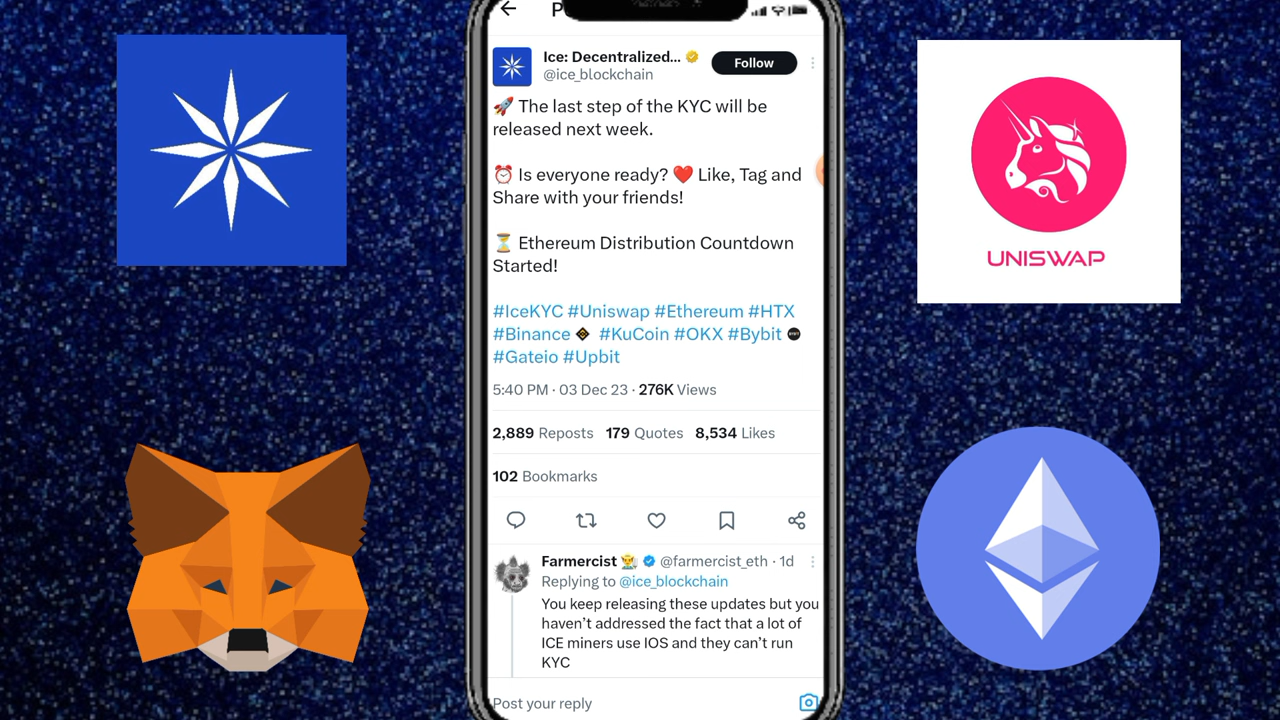 Ice: Decentralized...
@ice_blockchain
Follow
🚀 The last step of the KYC will be
released next week.
⏰ Is everyone ready? ❤️ Like, Tag and
Share with your friends!
⏳ Ethereum Distribution Countdown
Started!
#IceKYC #Uniswap #Ethereum #HTX
#Binance #KuCoin #OKX #Bybit
#Gateio #Upbit
5:40 PM · 03 Dec 23 · 276K Views
2,889 Reposts 179 Quotes 8,534 Likes
102 Bookmarks
Farmercist 👨‍🌾 @farmercist_eth · 1d
Replying to @ice_blockchain
You keep releasing these updates but you
haven’t addressed the fact that a lot of
ICE miners use IOS and they can’t run
KYC
Post your reply
UNISWAP